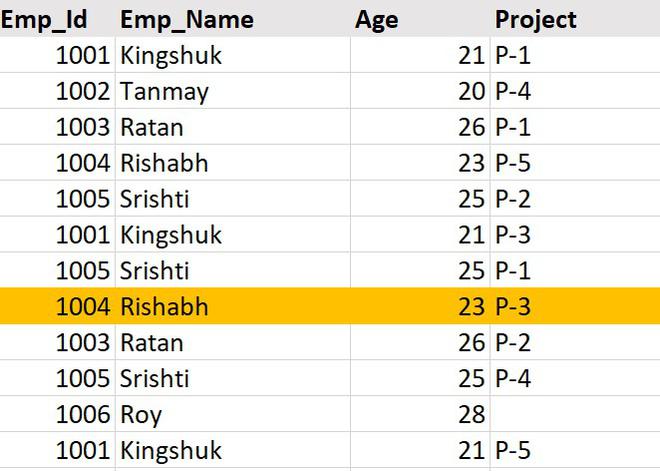 Emp_Id Emp_Name Age Project
1001 Kingshuk 21 P-1
1002 Tanmay 20 P-4
1003 Ratan 26 P-1
1004 Rishabh 23 P-5
1005 Srishti 25 P-2
1001 Kingshuk 21 P-3
1005 Srishti 25 P-1
1004 Rishabh 23 P-3
1003 Ratan 26 P-2
1005 Srishti 25 P-4
1006 Roy 28
1001 Kingshuk 21 P-5